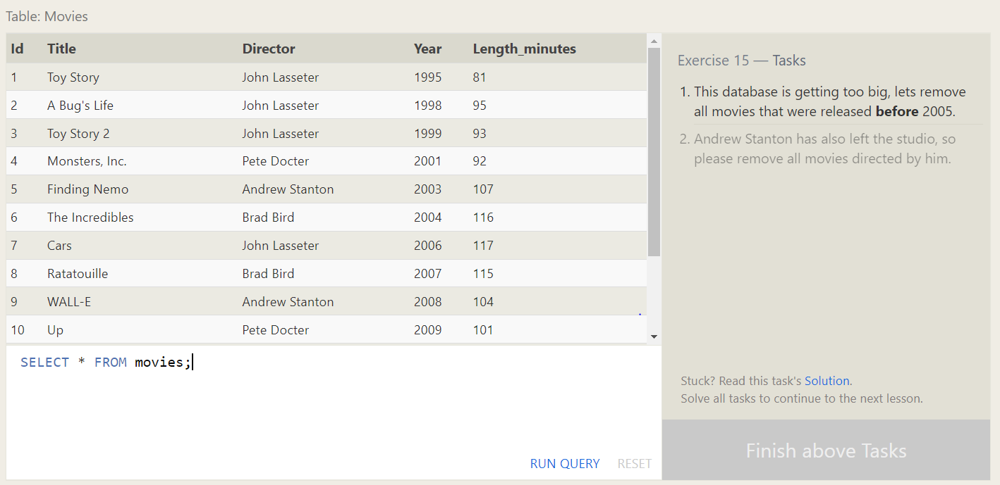 Table: Movies
Id Title Director Year Length_minutes
1 Toy Story John Lasseter 1995 81
2 A Bug's Life John Lasseter 1998 95
3 Toy Story 2 John Lasseter 1999 93
4 Monsters, Inc. Pete Docter 2001 92
5 Finding Nemo Andrew Stanton 2003 107
6 The Incredibles Brad Bird 2004 116
7 Cars John Lasseter 2006 117
8 Ratatouille Brad Bird 2007 115
9 WALL-E Andrew Stanton 2008 104
10 Up Pete Docter 2009 101
SELECT * FROM movies;
RUN QUERY RESET
Exercise 15 — Tasks
1. This database is getting too big, lets remove
all movies that were released before 2005.
2. Andrew Stanton has also left the studio, so
please remove all movies directed by him.
Stuck? Read this task's Solution.
Solve all tasks to continue to the next lesson.
Finish above Tasks